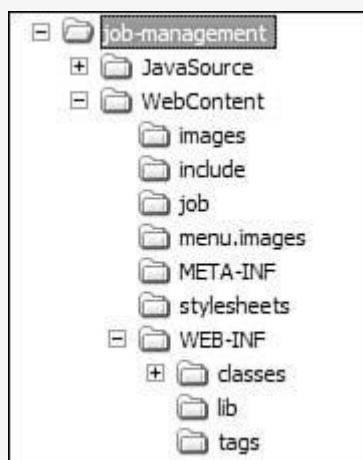 job-management
JavaSource
WebContent
images
include
job
menu.images
META-INF
stylesheets
WEB-INF
classes
lib
tags